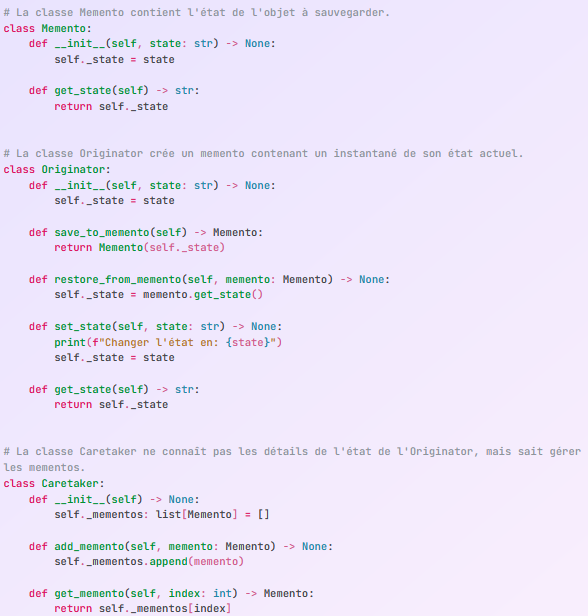 # La classe Memento contient l'état de l'objet à sauvegarder.
class Memento:
    def __init__(self, state: str) -> None:
        self._state = state

    def get_state(self) -> str:
        return self._state


# La classe Originator crée un memento contenant un instantané de son état actuel.
class Originator:
    def __init__(self, state: str) -> None:
        self._state = state

    def save_to_memento(self) -> Memento:
        return Memento(self._state)

    def restore_from_memento(self, memento: Memento) -> None:
        self._state = memento.get_state()

    def set_state(self, state: str) -> None:
        print(f"Changer l'état en: {state}")
        self._state = state

    def get_state(self) -> str:
        return self._state


# La classe Caretaker ne connaît pas les détails de l'état de l'Originator, mais sait gérer
les mementos.
class Caretaker:
    def __init__(self) -> None:
        self._mementos: list[Memento] = []

    def add_memento(self, memento: Memento) -> None:
        self._mementos.append(memento)

    def get_memento(self, index: int) -> Memento:
        return self._mementos[index]